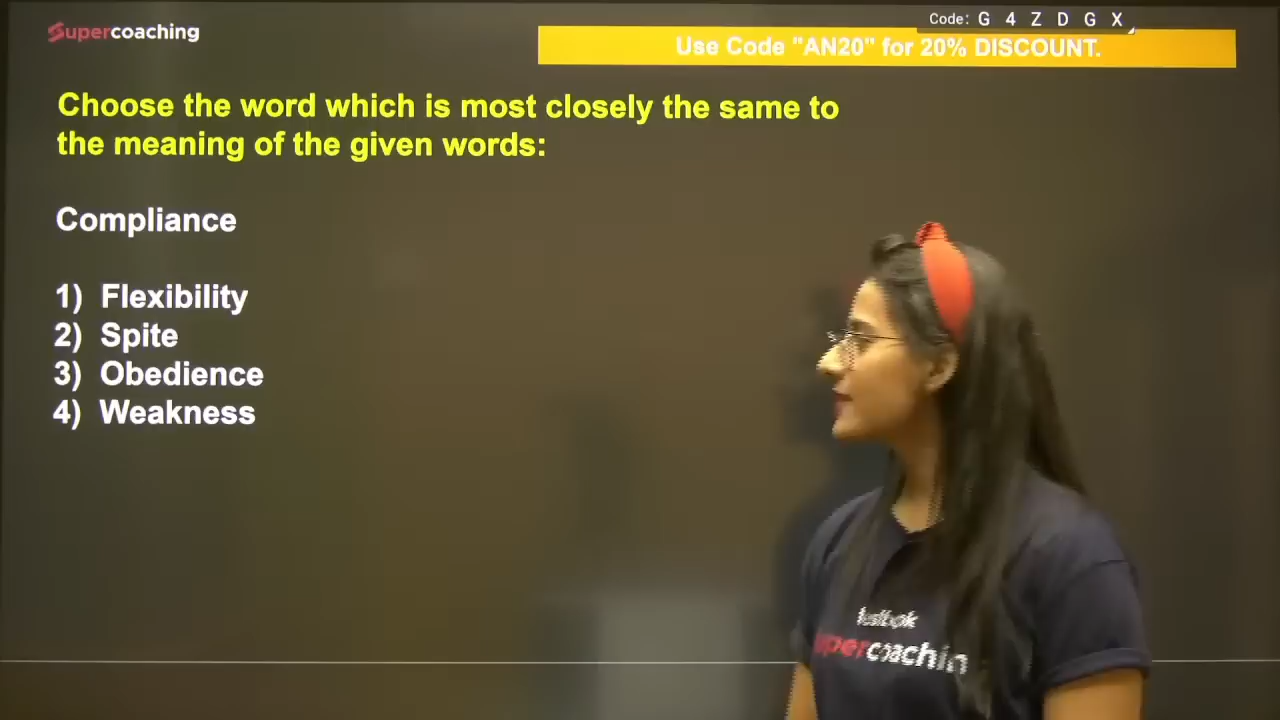 Supercoaching
Code: G 4 Z D G X
Use Code "AN20" for 20% DISCOUNT.
Choose the word which is most closely the same to
the meaning of the given words:
Compliance
1) Flexibility
2) Spite
3) Obedience
4) Weakness
testbook
supercoachin